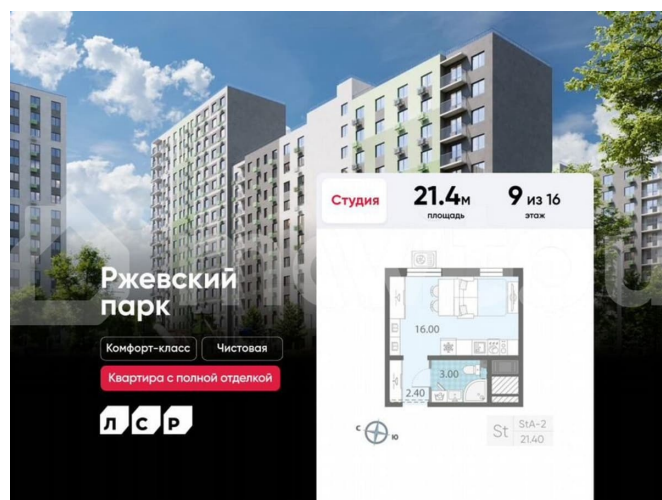 Ржевский
парк
Комфорт-класс
Чистовая
Квартира с полной отделкой
ЛСР
Студия
21.4м
площадь
9 из 16
этаж
16.00
3.00
2.40
С
Ю
St
StA-2
21.40